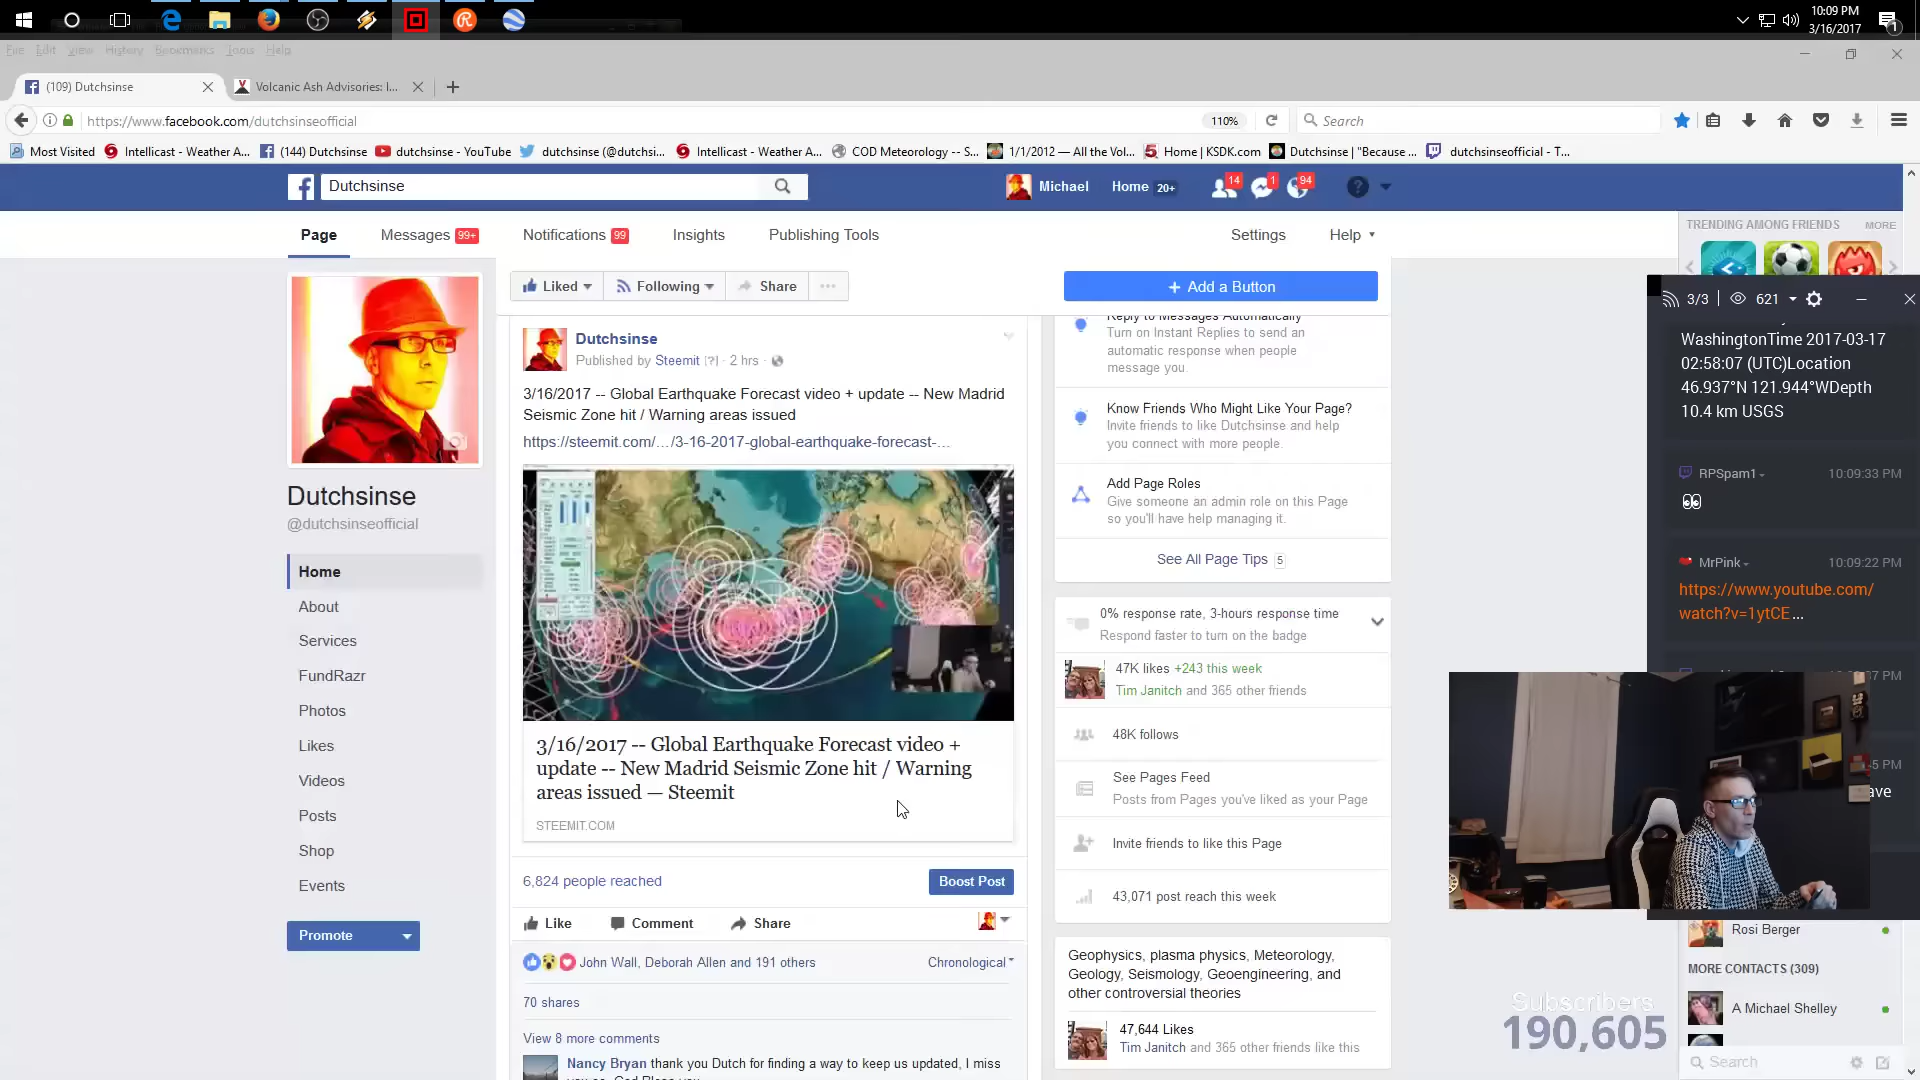 10:09 PM
3/16/2017
1
File Edit View History Bookmarks Tools Help
(109) Dutchsinse
Volcanic Ash Advisories: I...
https://www.facebook.com/dutchsinseofficial
110%
Search
Most Visited
Intellicast - Weather A...
(144) Dutchsinse
dutchsinse - YouTube
dutchsinse (@dutchsi...
Intellicast - Weather A...
COD Meteorology -- S...
1/1/2012 — All the Vol...
Home | KSDK.com
Dutchsinse | "Because ...
dutchsinseofficial - T...
Dutchsinse
Michael
Home 20+
14
1
94
Page
Messages 99+
Notifications 99
Insights
Publishing Tools
Settings
Help
TRENDING AMONG FRIENDS
MORE
Liked
Following
Share
+ Add a Button
Dutchsinse
@dutchsinseofficial
Home
About
Services
FundRazr
Photos
Likes
Videos
Posts
Shop
Events
Promote
Dutchsinse
Published by Steemit [?] · 2 hrs ·
3/16/2017 -- Global Earthquake Forecast video + update -- New Madrid
Seismic Zone hit / Warning areas issued
https://steemit.com/.../3-16-2017-global-earthquake-forecast-...
3/16/2017 -- Global Earthquake Forecast video +
update -- New Madrid Seismic Zone hit / Warning
areas issued — Steemit
STEEMIT.COM
6,824 people reached
Boost Post
Like
Comment
Share
John Wall, Deborah Allen and 191 others
Chronological
70 shares
View 8 more comments
Nancy Bryan thank you Dutch for finding a way to keep us updated, I miss
Reply to Messages Automatically
Turn on Instant Replies to send an
automatic response when people
message you.
Know Friends Who Might Like Your Page?
Invite friends to like Dutchsinse and help
you connect with more people.
Add Page Roles
Give someone an admin role on this Page
so you'll have help managing it.
See All Page Tips 5
0% response rate, 3-hours response time
Respond faster to turn on the badge
47K likes +243 this week
Tim Janitch and 365 other friends
48K follows
See Pages Feed
Posts from Pages you've liked as your Page
Invite friends to like this Page
43,071 post reach this week
Geophysics, plasma physics, Meteorology,
Geology, Seismology, Geoengineering, and
other controversial theories
47,644 Likes
Tim Janitch and 365 other friends like this
3/3
621
WashingtonTime 2017-03-17
02:58:07 (UTC)Location
46.937°N 121.944°WDepth
10.4 km USGS
RPSpam1
10:09:33 PM
MrPink
10:09:22 PM
https://www.youtube.com/
watch?v=1ytCE...
Rosi Berger
MORE CONTACTS (309)
A Michael Shelley
Search
Subscribers
190,605